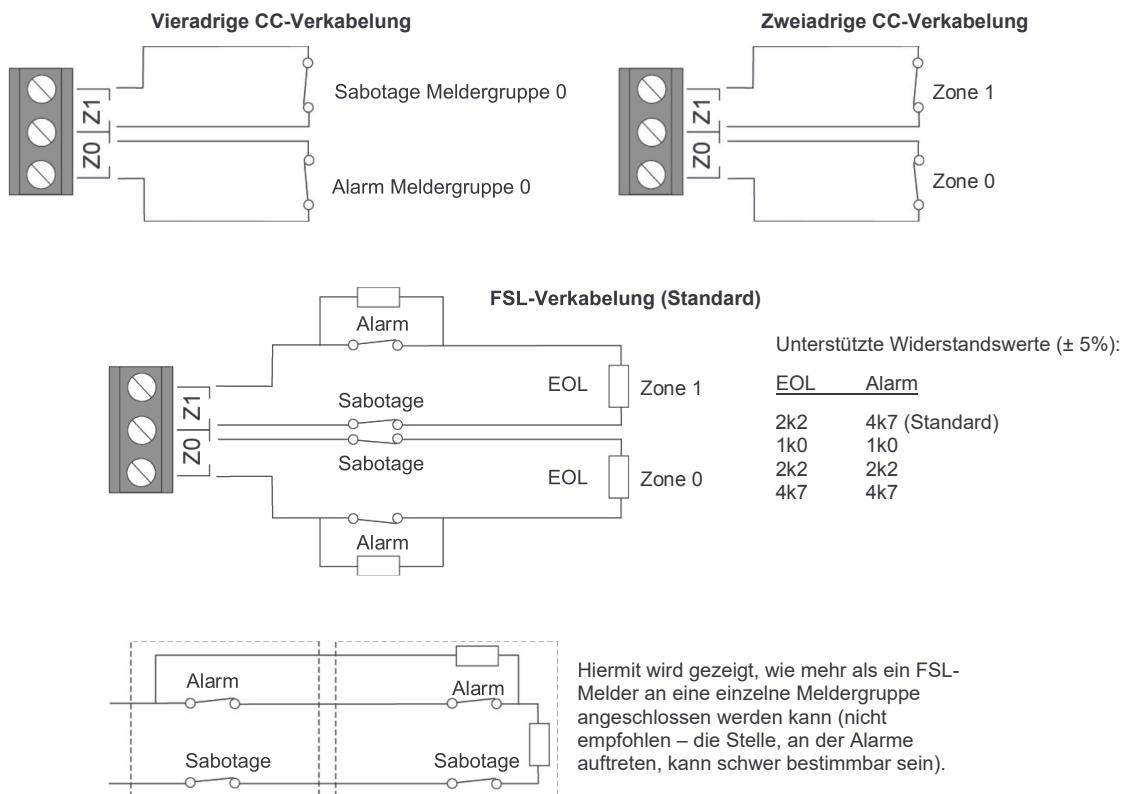 Vieradrige CC-Verkabelung
Z1
Z0
Sabotage Meldergruppe 0
Alarm Meldergruppe 0
Zweiadrige CC-Verkabelung
Z1
Z0
Zone 1
Zone 0
FSL-Verkabelung (Standard)
Alarm
Z1
Z0
Sabotage
Sabotage
Alarm
EOL
Zone 1
EOL
Zone 0
Unterstützte Widerstandswerte (± 5%):
EOL Alarm
2k2 4k7 (Standard)
1k0 1k0
2k2 2k2
4k7 4k7
Alarm
Alarm
Sabotage
Sabotage
Hiermit wird gezeigt, wie mehr als ein FSL-
Melder an eine einzelne Meldergruppe
angeschlossen werden kann (nicht
empfohlen – die Stelle, an der Alarme
auftreten, kann schwer bestimmbar sein).